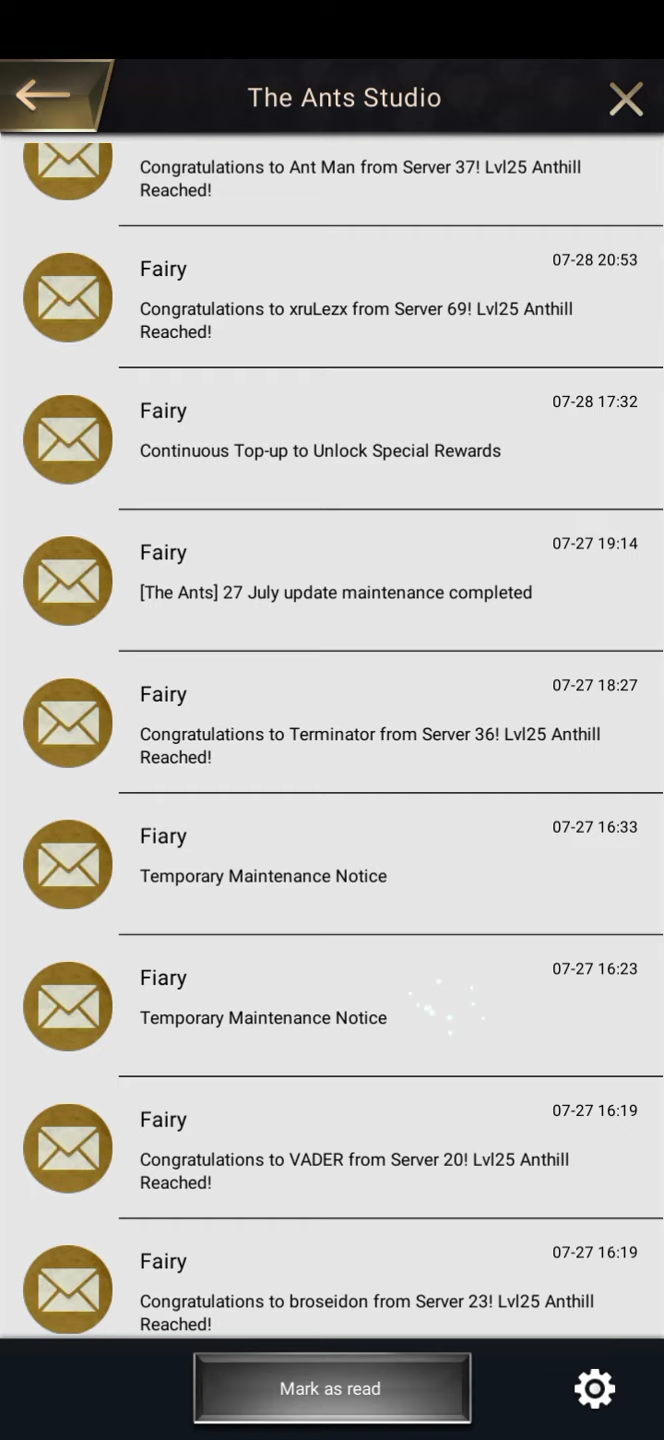 The Ants Studio
Congratulations to Ant Man from Server 37! Lvl25 Anthill
Reached!
Fairy
07-28 20:53
Congratulations to xruLezx from Server 69! Lvl25 Anthill
Reached!
Fairy
07-28 17:32
Continuous Top-up to Unlock Special Rewards
Fairy
07-27 19:14
[The Ants] 27 July update maintenance completed
Fairy
07-27 18:27
Congratulations to Terminator from Server 36! Lvl25 Anthill
Reached!
Fiary
07-27 16:33
Temporary Maintenance Notice
Fiary
07-27 16:23
Temporary Maintenance Notice
Fairy
07-27 16:19
Congratulations to VADER from Server 20! Lvl25 Anthill
Reached!
Fairy
07-27 16:19
Congratulations to broseidon from Server 23! Lvl25 Anthill
Reached!
Mark as read